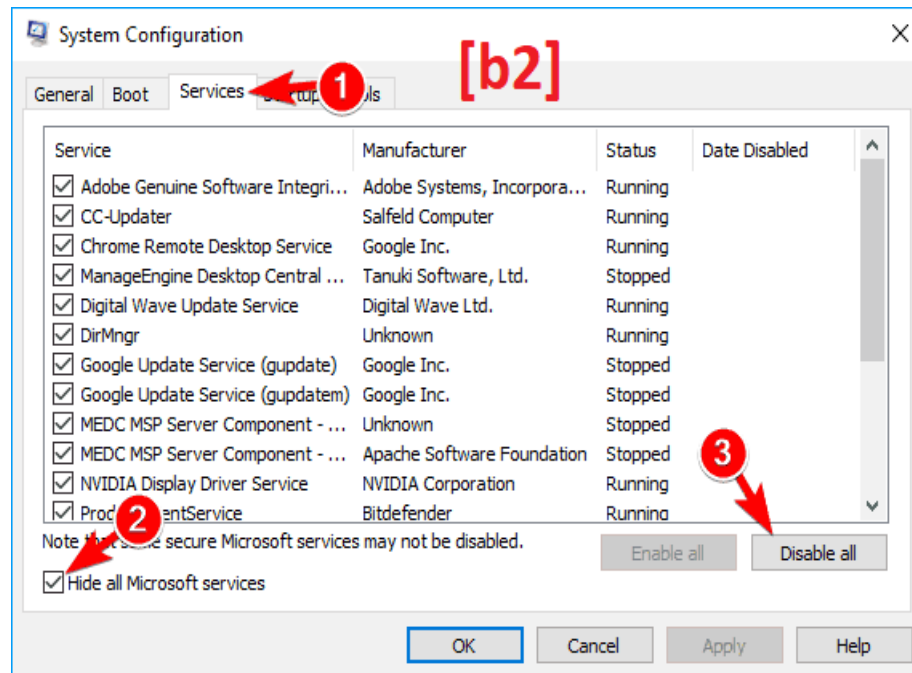 System Configuration
[b2]
General Boot Services 1
Service Manufacturer Status Date Disabled
Adobe Genuine Software Integri... Adobe Systems, Incorpora... Running
CC-Updater Salfeld Computer Running
Chrome Remote Desktop Service Google Inc. Running
ManageEngine Desktop Central ... Tanuki Software, Ltd. Stopped
Digital Wave Update Service Digital Wave Ltd. Running
DirMngr Unknown Running
Google Update Service (gupdate) Google Inc. Stopped
Google Update Service (gupdatem) Google Inc. Stopped
MEDC MSP Server Component - ... Unknown Stopped
MEDC MSP Server Component - ... Apache Software Foundation Stopped
3
NVIDIA Display Driver Service NVIDIA Corporation Running
Bitdefender Running
2
Note that some secure Microsoft services may not be disabled.
Enable all Disable all
Hide all Microsoft services
OK Cancel Apply Help